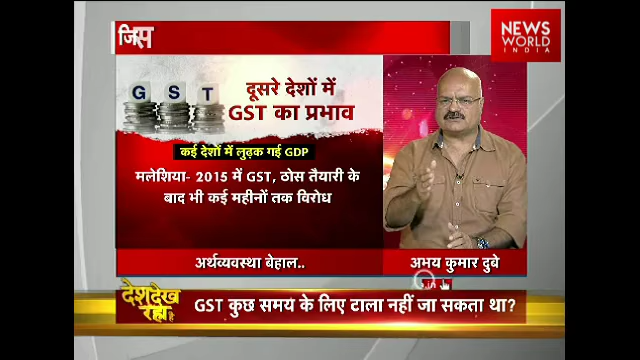 जिस
NEWS
WORLD
INDIA
G S T
दूसरे देशों में
GST का प्रभाव
कई देशों में लुढ़क गई GDP
मलेशिया- 2015 में GST, ठोस तैयारी के
बाद भी कई महीनों तक विरोध
अर्थव्यवस्था बेहाल..
अभय कुमार दुबे
देश देख
रहा है
GST कुछ समय के लिए टाला नहीं जा सकता था?